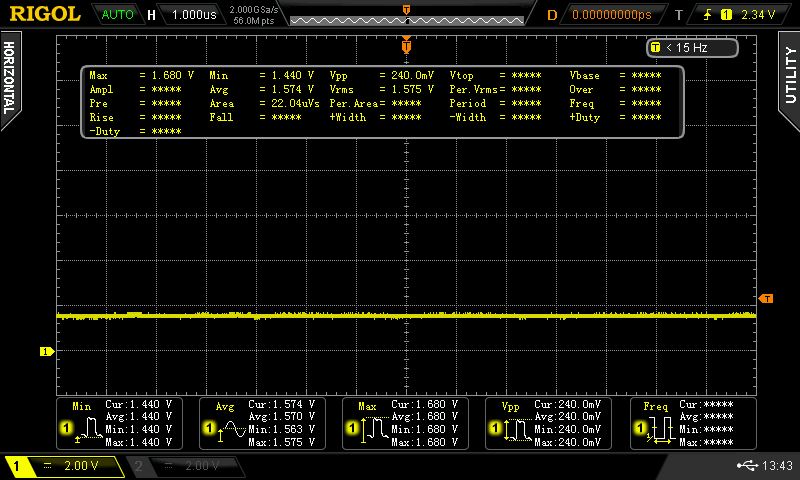 RIGOL AUTO H 1.000us 2.000GSa/s 56.0M pts T D 0.00000000ps T 1 2.34 V
HORIZONTAL
UTILITY
T
T < 15 Hz
Max = 1.680 V Min = 1.440 V Vpp = 240.0mV Vtop = ***** Vbase = *****
Ampl = ***** Avg = 1.574 V Vrms = 1.575 V Per.Vrms= ***** Over = *****
Pre = ***** Area = 22.04uVs Per.Area= ***** Period = ***** Freq = *****
Rise = ***** Fall = ***** +Width = ***** -Width = ***** +Duty = *****
-Duty = *****
T
1
Min Cur:1.440 V
Avg:1.440 V
1 Min:1.440 V
Max:1.440 V
Avg Cur:1.574 V
Avg:1.570 V
1 Min:1.563 V
Max:1.575 V
Max Cur:1.680 V
Avg:1.680 V
1 Min:1.680 V
Max:1.680 V
Vpp Cur:240.0mV
Avg:240.0mV
1 Min:240.0mV
Max:240.0mV
Freq Cur:*****
Avg:*****
1 Min:*****
Max:*****
1 2.00 V 2 2.00 V 13:43